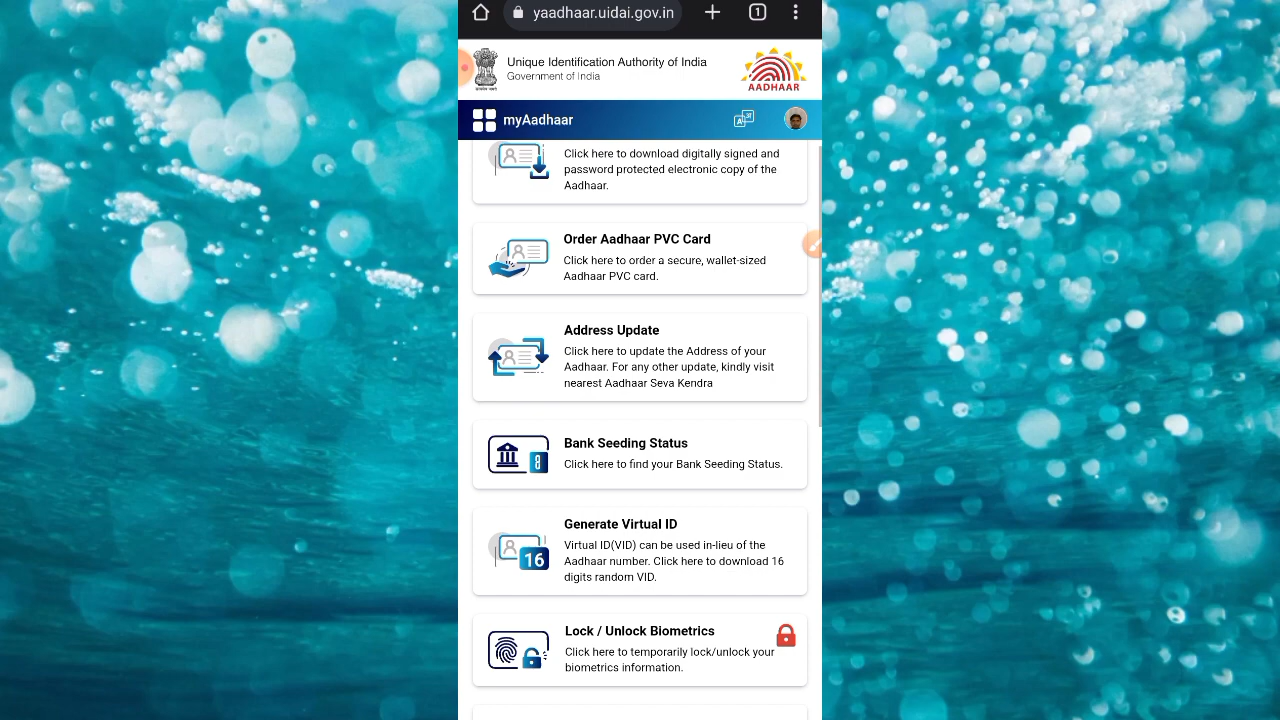 yaadhaar.uidai.gov.in
1
Unique Identification Authority of India
Government of India
AADHAAR
myAadhaar
Click here to download digitally signed and
password protected electronic copy of the
Aadhaar.
Order Aadhaar PVC Card
Click here to order a secure, wallet-sized
Aadhaar PVC card.
Address Update
Click here to update the Address of your
Aadhaar. For any other update, kindly visit
nearest Aadhaar Seva Kendra
Bank Seeding Status
Click here to find your Bank Seeding Status.
8
Generate Virtual ID
Virtual ID(VID) can be used in-lieu of the
Aadhaar number. Click here to download 16
digits random VID.
16
Lock / Unlock Biometrics
Click here to temporarily lock/unlock your
biometrics information.